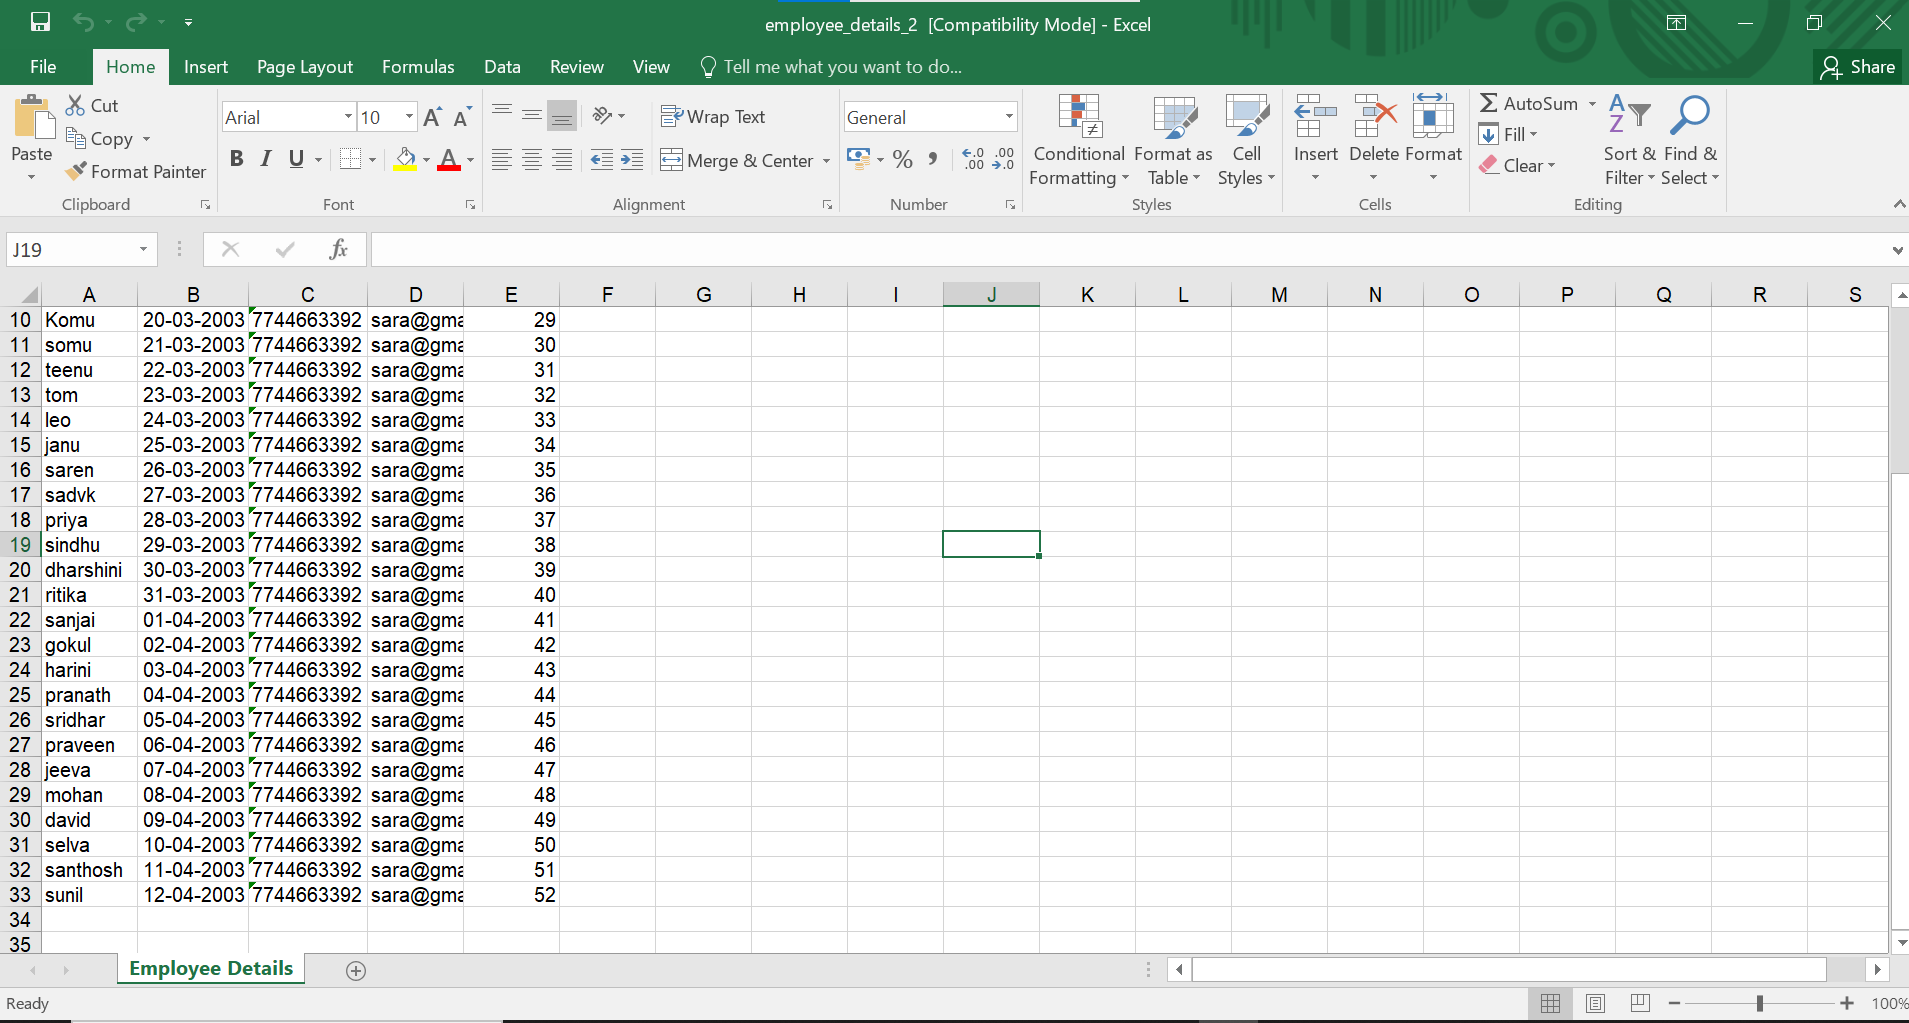 employee_details_2 [Compatibility Mode] - Excel
File Home Insert Page Layout Formulas Data Review View Tell me what you want to do... Share
Paste Cut Copy Format Painter Clipboard
Arial 10 A A B I U A Font
Wrap Text Merge & Center Alignment
General % , .0 .00 .00 .0 Number
Conditional Formatting Format as Table Cell Styles Styles
Insert Delete Format Cells
AutoSum Fill Clear Sort & Filter Find & Select Editing
J19 fx
A B C D E F G H I J K L M N O P Q R S
10 Komu 20-03-2003 7744663392 sara@gma 29
11 somu 21-03-2003 7744663392 sara@gma 30
12 teenu 22-03-2003 7744663392 sara@gma 31
13 tom 23-03-2003 7744663392 sara@gma 32
14 leo 24-03-2003 7744663392 sara@gma 33
15 janu 25-03-2003 7744663392 sara@gma 34
16 saren 26-03-2003 7744663392 sara@gma 35
17 sadvk 27-03-2003 7744663392 sara@gma 36
18 priya 28-03-2003 7744663392 sara@gma 37
19 sindhu 29-03-2003 7744663392 sara@gma 38
20 dharshini 30-03-2003 7744663392 sara@gma 39
21 ritika 31-03-2003 7744663392 sara@gma 40
22 sanjai 01-04-2003 7744663392 sara@gma 41
23 gokul 02-04-2003 7744663392 sara@gma 42
24 harini 03-04-2003 7744663392 sara@gma 43
25 pranath 04-04-2003 7744663392 sara@gma 44
26 sridhar 05-04-2003 7744663392 sara@gma 45
27 praveen 06-04-2003 7744663392 sara@gma 46
28 jeeva 07-04-2003 7744663392 sara@gma 47
29 mohan 08-04-2003 7744663392 sara@gma 48
30 david 09-04-2003 7744663392 sara@gma 49
31 selva 10-04-2003 7744663392 sara@gma 50
32 santhosh 11-04-2003 7744663392 sara@gma 51
33 sunil 12-04-2003 7744663392 sara@gma 52
34
35
Employee Details
Ready 100%